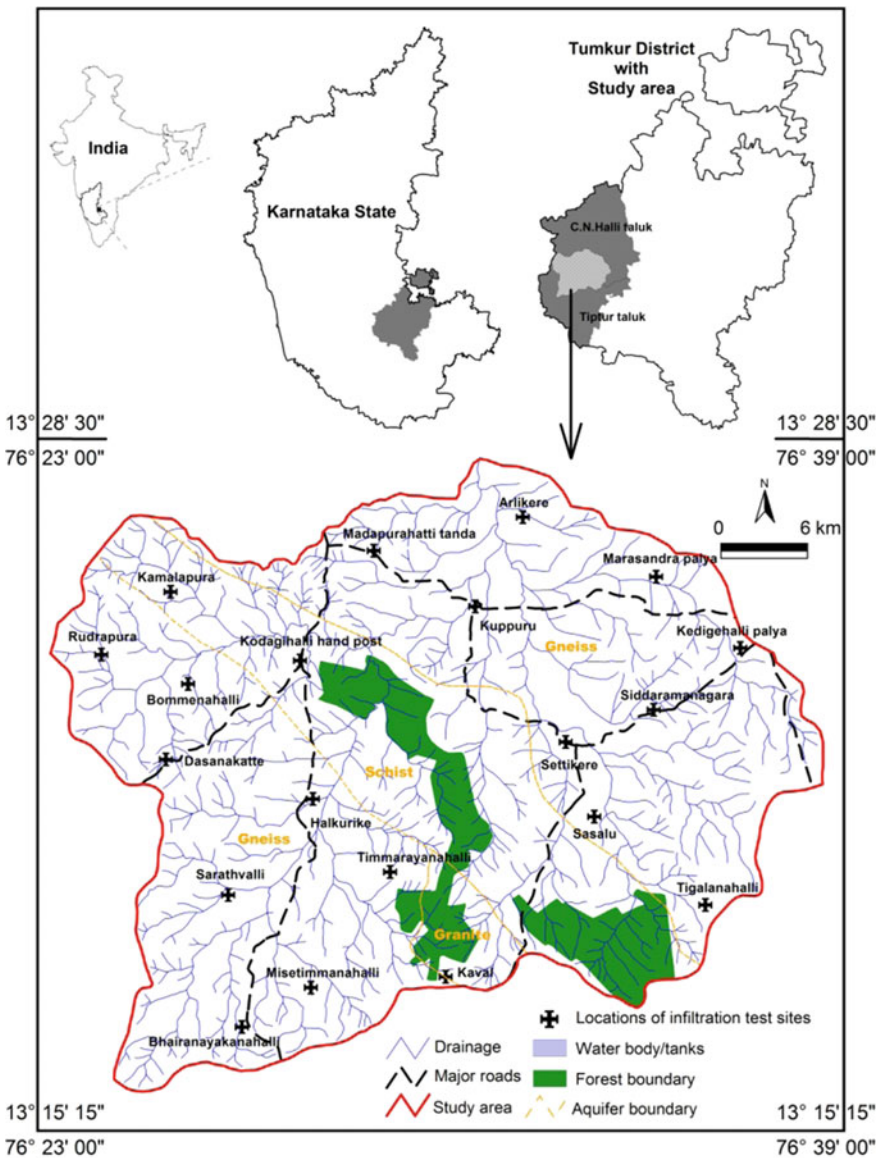 Tumkur District
with
Study area
India
Karnataka State
C.N.Halli taluk
Tiptur taluk
13° 28' 30" 13° 28' 30"
76° 23' 00" 76° 39' 00"
N
0 6 km
Arlikere
Madapurahatti tanda
Marasandra palya
Kamalapura
Kuppuru
Kedigehalli palya
Rudrapura
Kodagihalli hand post
Gneiss
Bommenahalli
Siddaramanagara
Dasanakatte
Settikere
Schist
Halkurike
Gneiss
Sasalu
Timmarayanahalli
Sarathvalli
Tigalanahalli
Granite
Misetimmanahalli
Kaval
Bhairanayakanahalli
Locations of infiltration test sites
Drainage Water body/tanks
Major roads Forest boundary
Study area Aquifer boundary
13° 15' 15" 13° 15' 15"
76° 23' 00" 76° 39' 00"